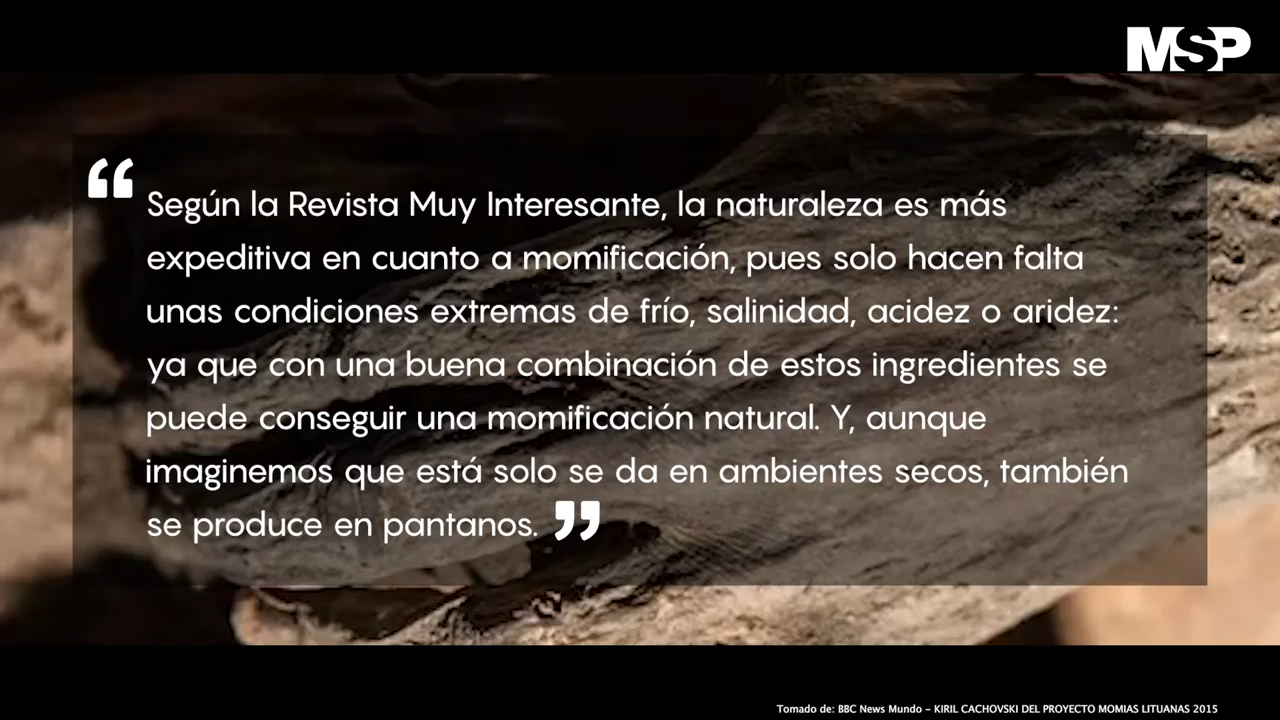 MSP
“ Según la Revista Muy Interesante, la naturaleza es más
expeditiva en cuanto a momificación, pues solo hacen falta
unas condiciones extremas de frío, salinidad, acidez o aridez:
ya que con una buena combinación de estos ingredientes se
puede conseguir una momificación natural. Y, aunque
imaginemos que está solo se da en ambientes secos, también
se produce en pantanos. ”
Tomado de: BBC News Mundo – KIRIL CACHOVSKI DEL PROYECTO MOMIAS LITUANAS 2015